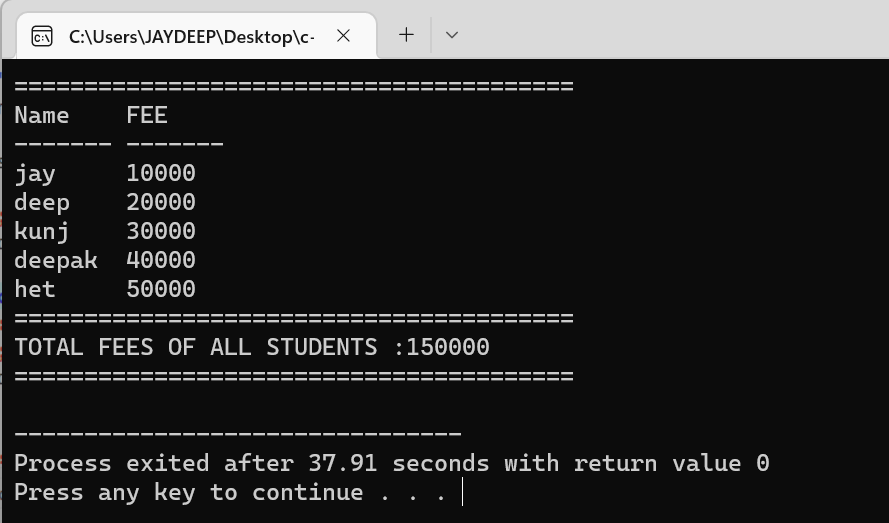 C:\Users\JAYDEEP\Desktop\c-
========================================
Name    FEE
------- -------
jay     10000
deep    20000
kunj    30000
deepak  40000
het     50000
========================================
TOTAL FEES OF ALL STUDENTS :150000
========================================
--------------------------------
Process exited after 37.91 seconds with return value 0
Press any key to continue . . .